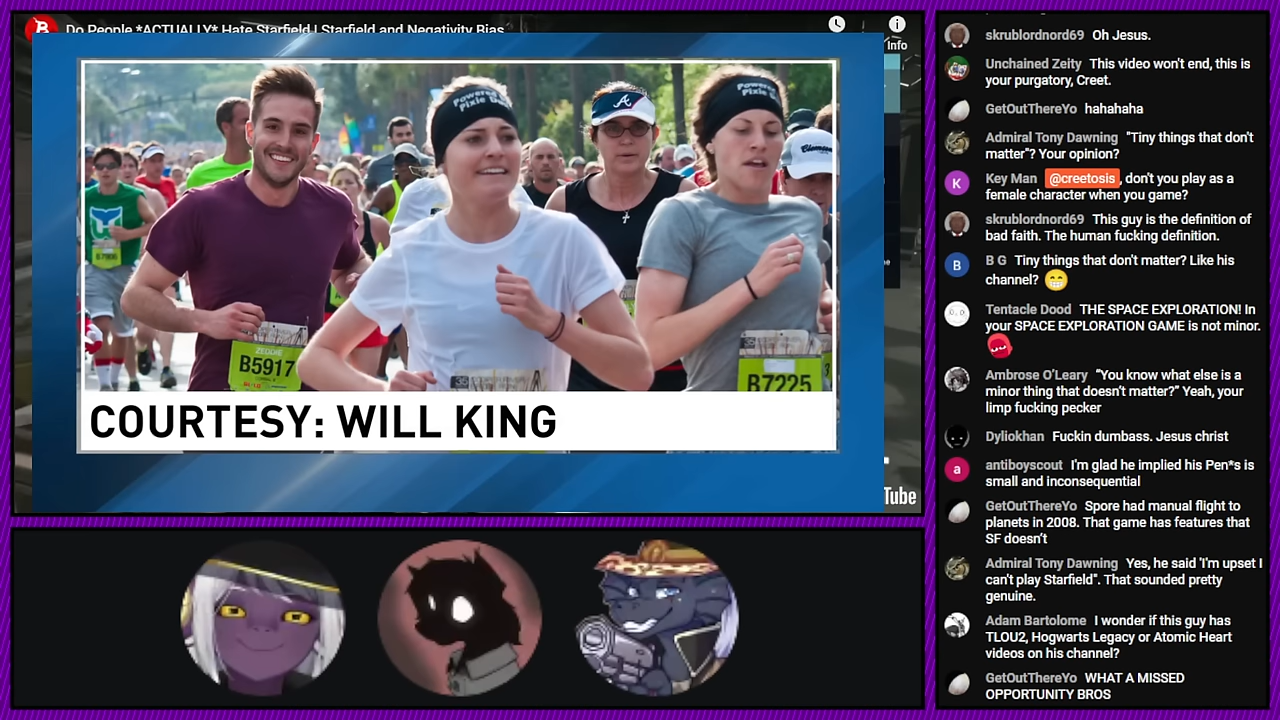 Do People *ACTUALLY* Hate Starfield | Starfield and Negativity Bias
Info
Powered
Pixie Du
Powered
Pixie
A
Clemson
B7906
ZEDDIE
B5917
B7225
COURTESY: WILL KING
Tube
skrublordnord69 Oh Jesus.
Unchained Zeity This video won't end, this is
your purgatory, Creet.
GetOutThereYo hahahaha
Admiral Tony Dawning "Tiny things that don't
matter"? Your opinion?
K
Key Man @creetosis, don't you play as a
female character when you game?
skrublordnord69 This guy is the definition of
bad faith. The human fucking definition.
B
B G Tiny things that don't matter? Like his
channel?
Tentacle Dood THE SPACE EXPLORATION! In
your SPACE EXPLORATION GAME is not minor.
Ambrose O'Leary “You know what else is a
minor thing that doesn't matter?” Yeah, your
limp fucking pecker
Dyliokhan Fuckin dumbass. Jesus christ
a
antiboyscout I'm glad he implied his Pen*s is
small and inconsequential
GetOutThereYo Spore had manual flight to
planets in 2008. That game has features that
SF doesn’t
Admiral Tony Dawning Yes, he said 'I'm upset I
can't play Starfield". That sounded pretty
genuine.
Adam Bartolome I wonder if this guy has
TLOU2, Hogwarts Legacy or Atomic Heart
videos on his channel?
GetOutThereYo WHAT A MISSED
OPPORTUNITY BROS